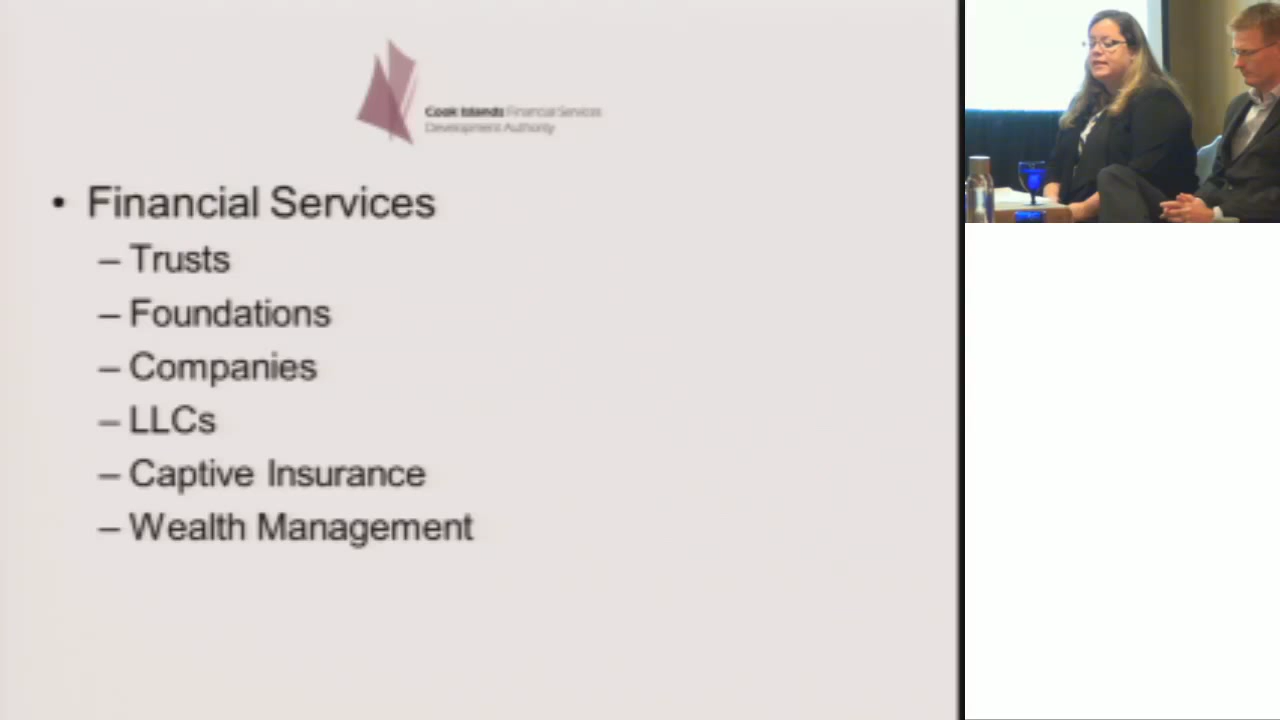 Cook Islands Financial Services
Development Authority
• Financial Services
– Trusts
– Foundations
– Companies
– LLCs
– Captive Insurance
– Wealth Management